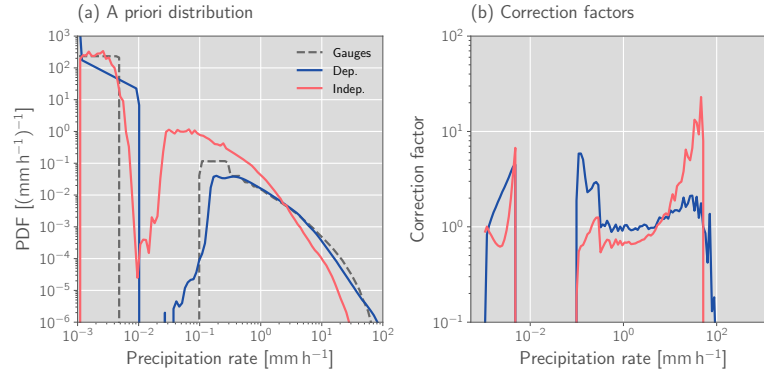 (a) A priori distribution
PDF [(mm h⁻¹)⁻¹]
10³
10²
10¹
10⁰
10⁻¹
10⁻²
10⁻³
10⁻⁴
10⁻⁵
10⁻⁶
Gauges
Dep.
Indep.
10⁻³ 10⁻² 10⁻¹ 10⁰ 10¹ 10²
Precipitation rate [mm h⁻¹]
(b) Correction factors
Correction factor
10²
10¹
10⁰
10⁻¹
10⁻² 10⁰ 10²
Precipitation rate [mm h⁻¹]